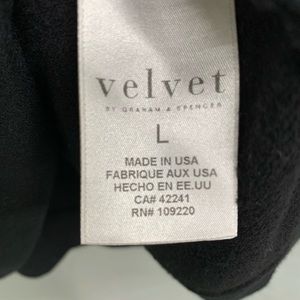 velvet
BY GRAHAM & SPENCER
L
MADE IN USA
FABRIQUE AUX USA
HECHO EN EE.UU
CA# 42241
RN# 109220